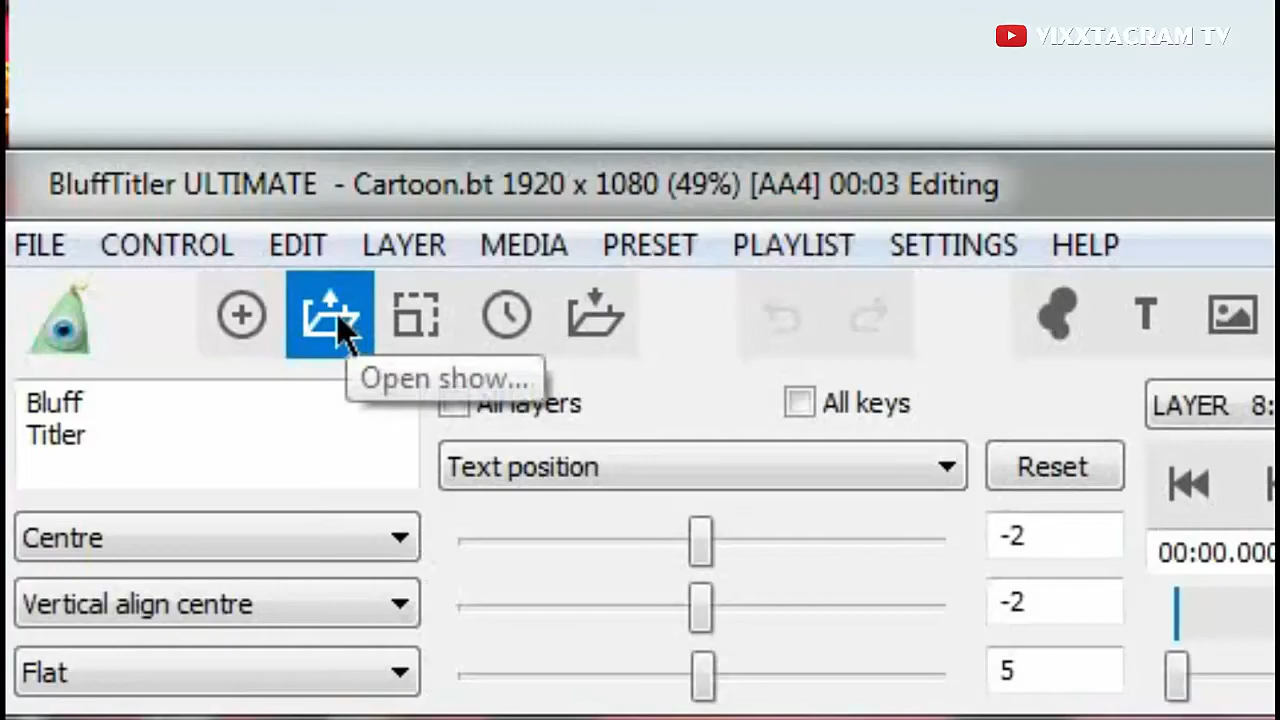 VIXXTAGRAM TV
BluffTitler ULTIMATE - Cartoon.bt 1920 x 1080 (49%) [AA4] 00:03 Editing
FILE CONTROL EDIT LAYER MEDIA PRESET PLAYLIST SETTINGS HELP
T
Open show...
Bluff
Titler
All layers
All keys
LAYER 8:
Text position
Reset
Centre
-2
00:00.000
Vertical align centre
-2
Flat
5